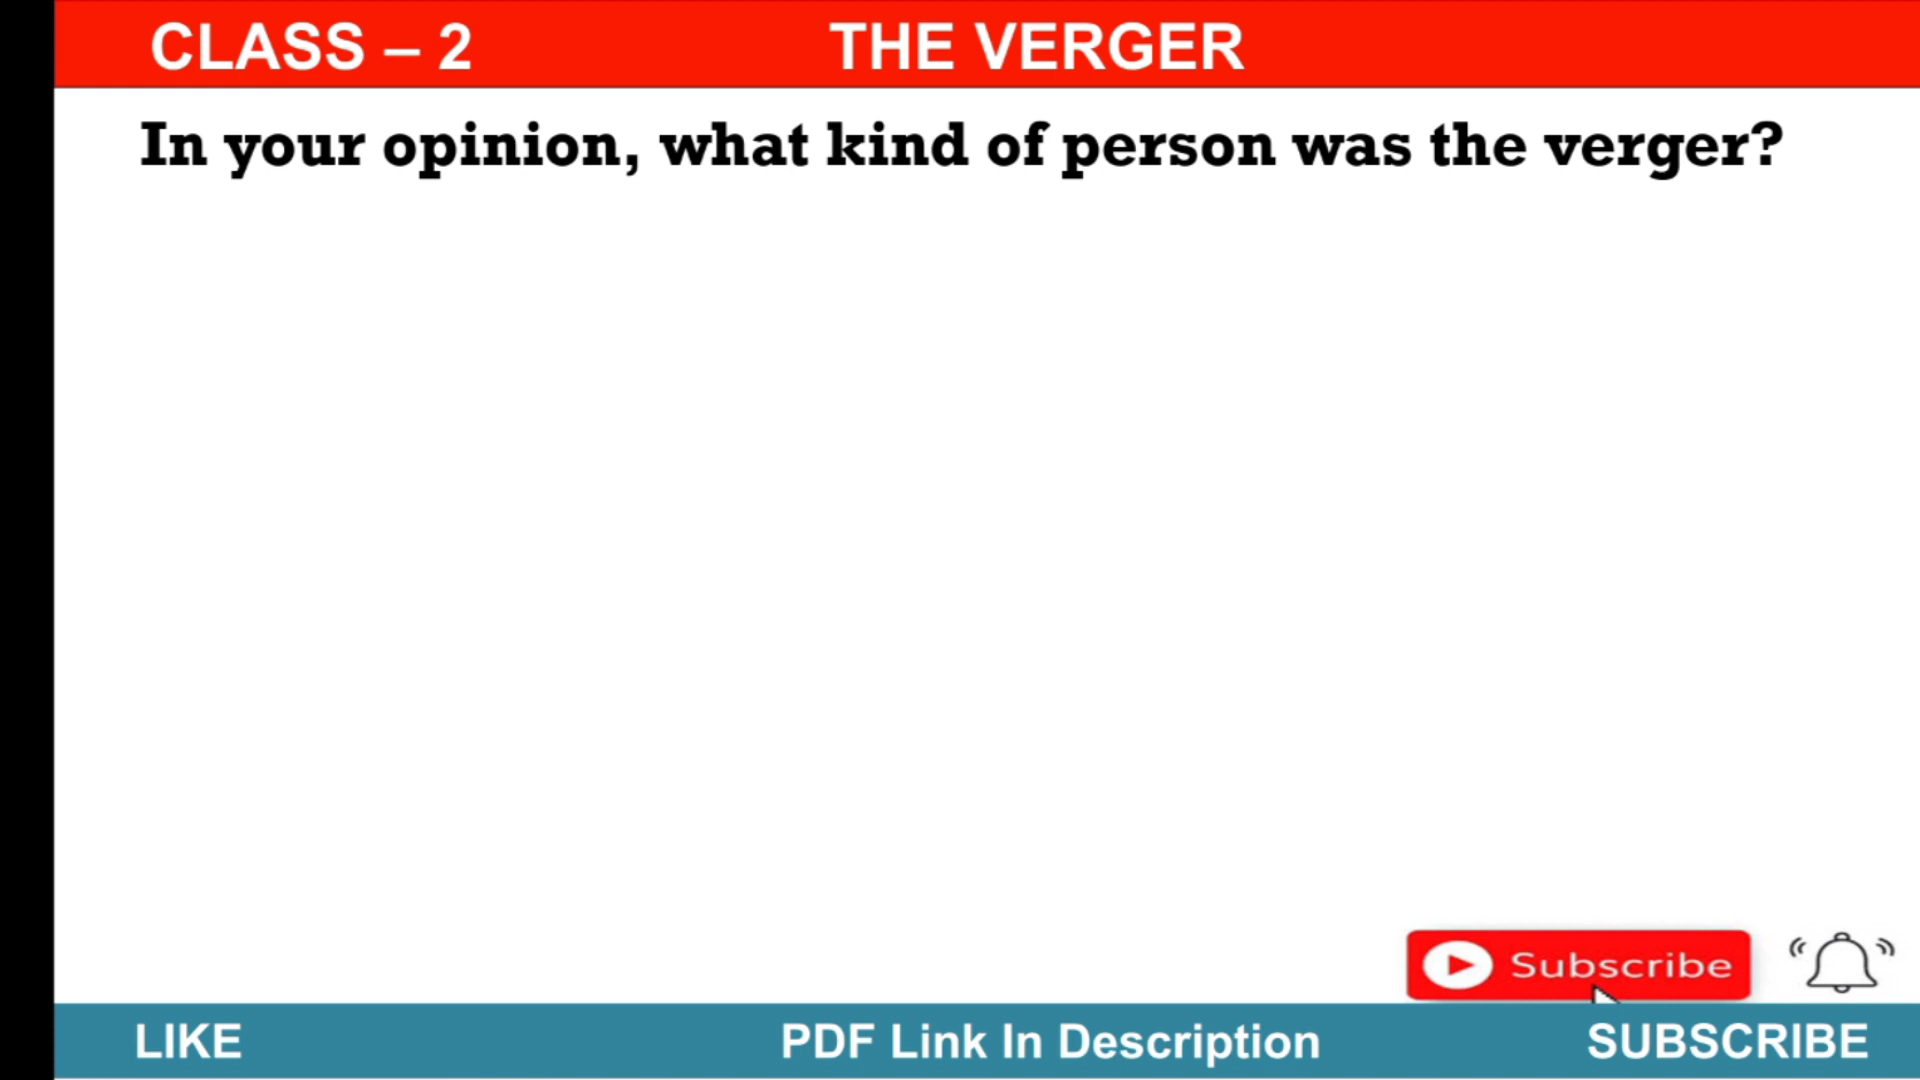 CLASS – 2 THE VERGER
In your opinion, what kind of person was the verger?
Subscribe
LIKE PDF Link In Description SUBSCRIBE